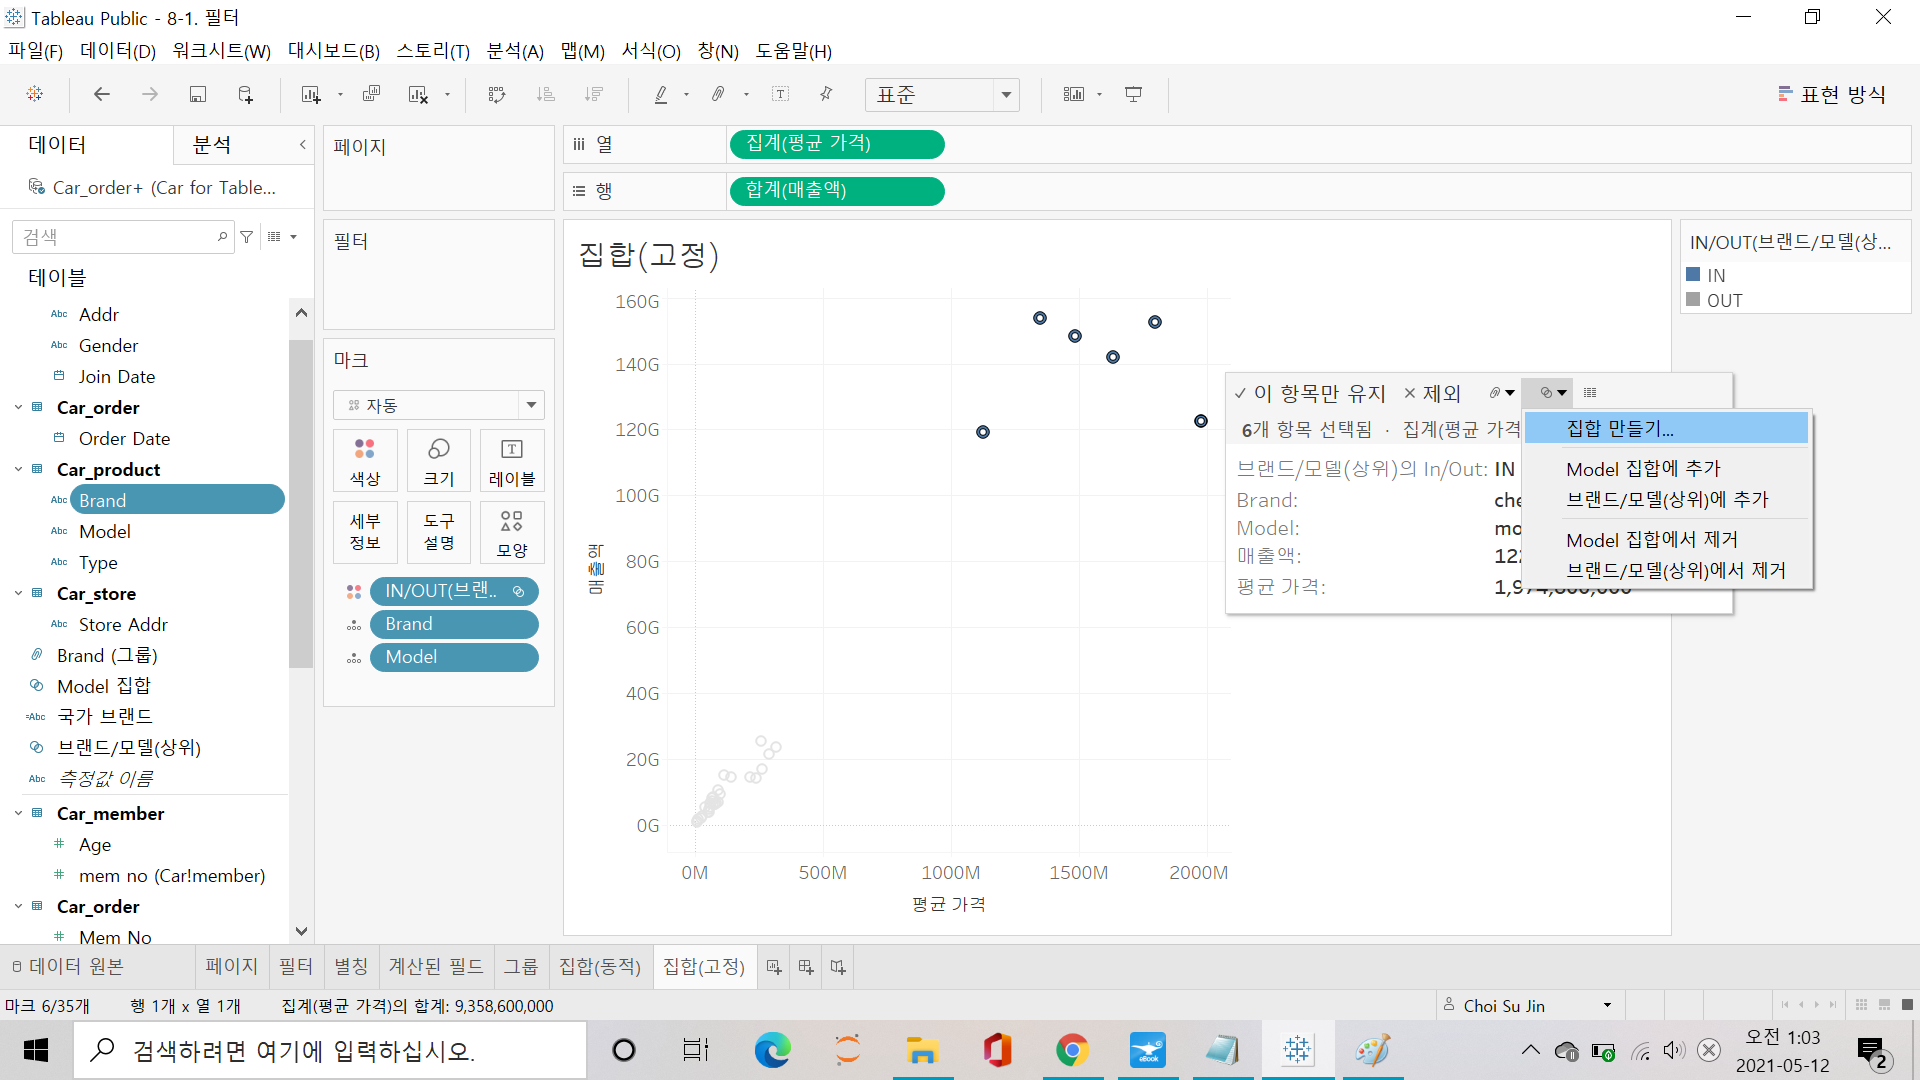 Tableau Public - 8-1. 필터
파일(F) 데이터(D) 워크시트(W) 대시보드(B) 스토리(T) 분석(A) 맵(M) 서식(O) 창(N) 도움말(H)
표준
표현 방식
데이터
분석
Car_order+ (Car for Table...
검색
테이블
Abc Addr
Abc Gender
Join Date
Car_order
Order Date
Car_product
Abc Brand
Abc Model
Abc Type
Car_store
Abc Store Addr
Brand (그룹)
Model 집합
=Abc 국가 브랜드
브랜드/모델(상위)
Abc 측정값 이름
Car_member
# Age
# mem no (Car!member)
Car_order
# Mem No
페이지
필터
마크
자동
색상
크기
레이블
세부 정보
도구 설명
모양
IN/OUT(브랜..
Brand
Model
열
집계(평균 가격)
행
합계(매출액)
집합(고정)
160G
140G
120G
100G
80G
60G
40G
20G
0G
매출액
0M 500M 1000M 1500M 2000M
평균 가격
IN/OUT(브랜드/모델(상...
IN
OUT
이 항목만 유지 제외
6개 항목 선택됨 · 집계(평균 가격
브랜드/모델(상위)의 In/Out: IN
Brand: che
Model: mo
매출액: 122
평균 가격: 1,974,800,000
집합 만들기...
Model 집합에 추가
브랜드/모델(상위)에 추가
Model 집합에서 제거
브랜드/모델(상위)에서 제거
데이터 원본 페이지 필터 별칭 계산된 필드 그룹 집합(동적) 집합(고정)
마크 6/35개 행 1개 x 열 1개 집계(평균 가격)의 합계: 9,358,600,000
Choi Su Jin
검색하려면 여기에 입력하십시오.
eBook
오전 1:03
2021-05-12
2